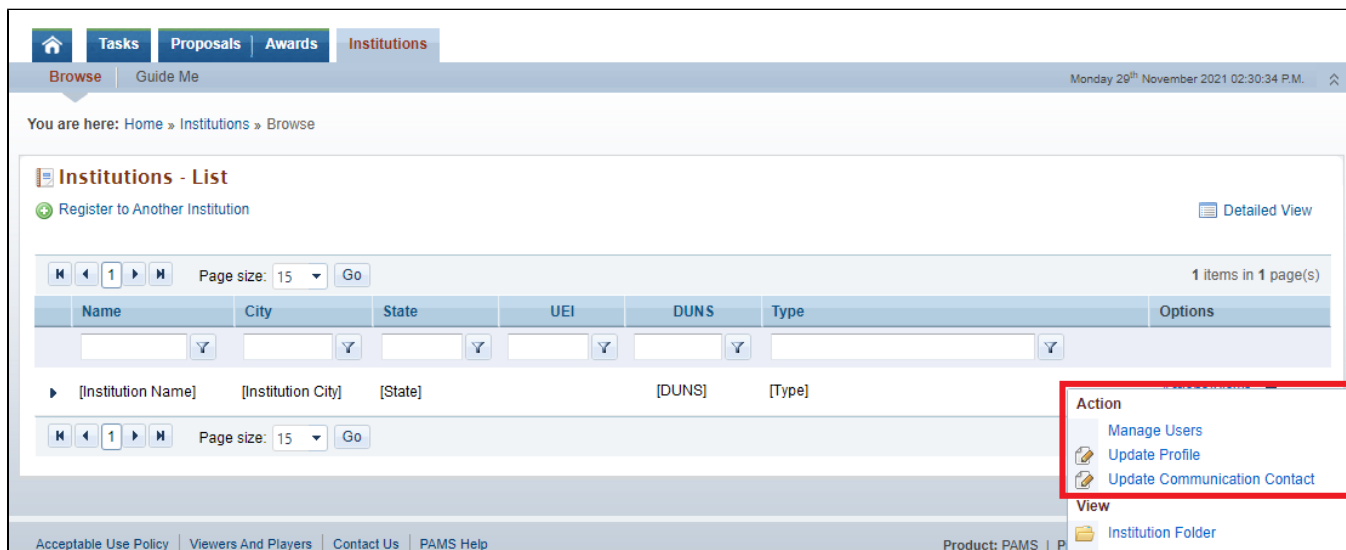 Tasks Proposals Awards Institutions
Browse Guide Me Monday 29th November 2021 02:30:34 P.M.
You are here: Home » Institutions » Browse
Institutions - List
Register to Another Institution Detailed View
1 Page size: 15 Go 1 items in 1 page(s)
Name City State UEI DUNS Type Options
[Institution Name] [Institution City] [State] [DUNS] [Type]
Action
1 Page size: 15 Go
Manage Users
Update Profile
Update Communication Contact
View
Institution Folder
Acceptable Use Policy | Viewers And Players | Contact Us | PAMS Help Product: PAMS | P